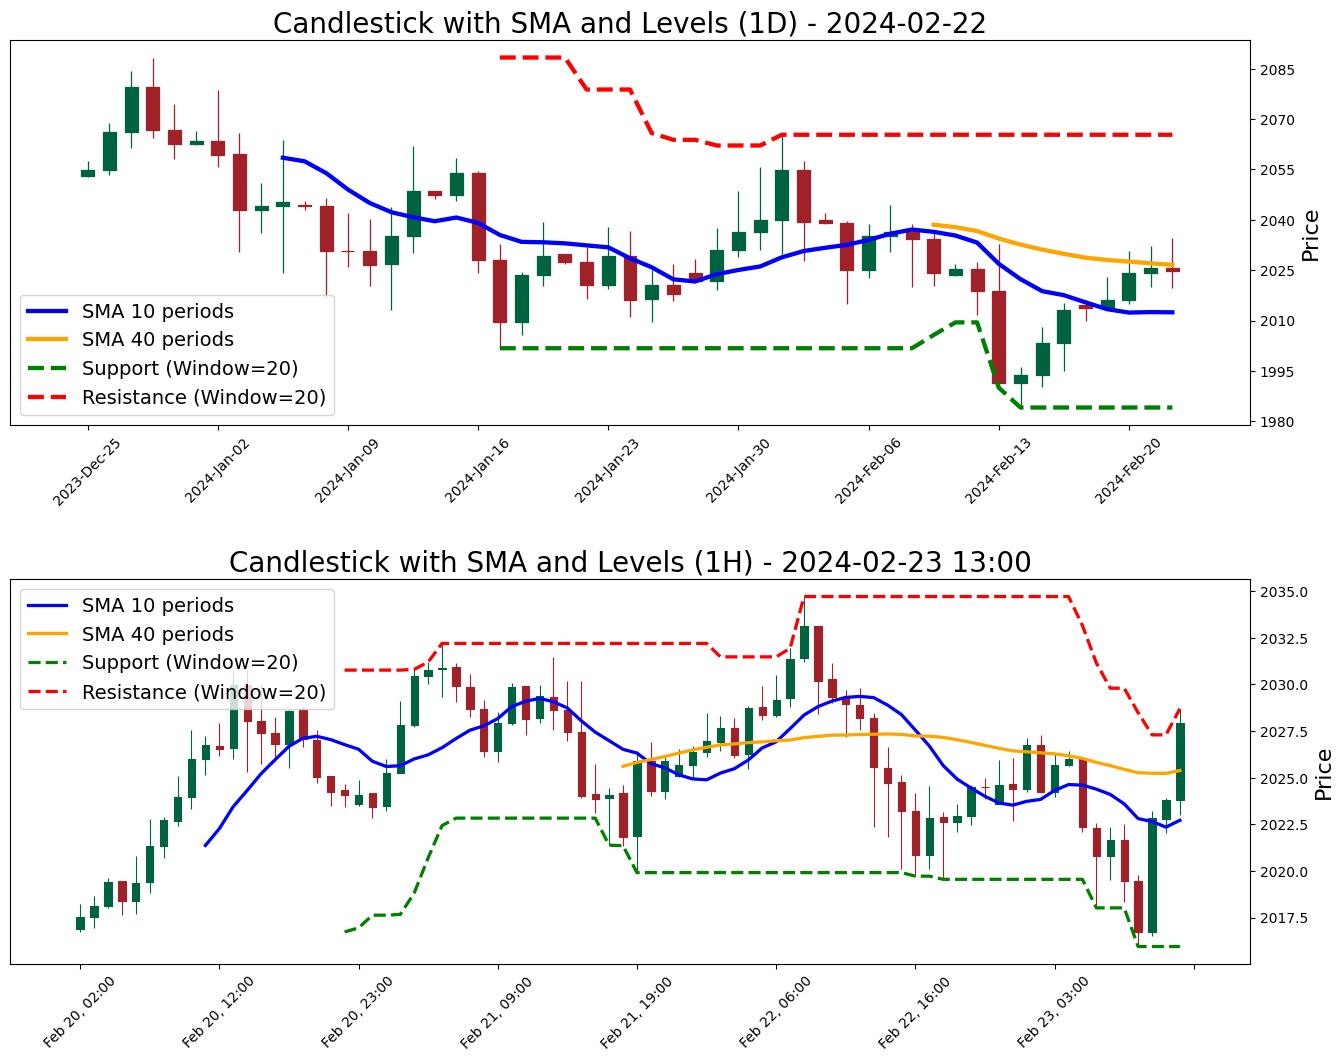 Candlestick with SMA and Levels (1D) - 2024-02-22
2085
2070
2055
2040
2025
2010
1995
1980
Price
SMA 10 periods
SMA 40 periods
Support (Window=20)
Resistance (Window=20)
2023-Dec-25
2024-Jan-02
2024-Jan-09
2024-Jan-16
2024-Jan-23
2024-Jan-30
2024-Feb-06
2024-Feb-13
2024-Feb-20
Candlestick with SMA and Levels (1H) - 2024-02-23 13:00
SMA 10 periods
SMA 40 periods
Support (Window=20)
Resistance (Window=20)
2035.0
2032.5
2030.0
2027.5
2025.0
2022.5
2020.0
2017.5
Price
Feb 20, 02:00
Feb 20, 12:00
Feb 20, 23:00
Feb 21, 09:00
Feb 21, 19:00
Feb 22, 06:00
Feb 22, 16:00
Feb 23, 03:00